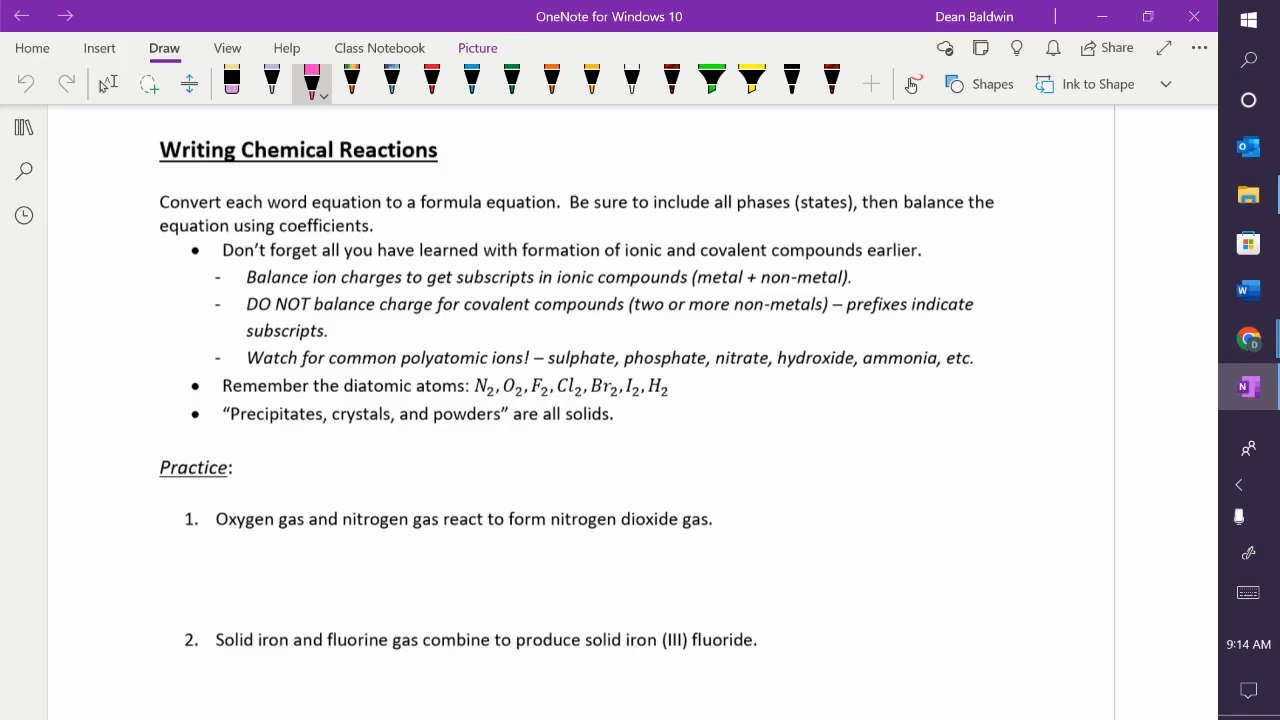 OneNote for Windows 10
Dean Baldwin
Home Insert Draw View Help Class Notebook Picture
Share
Shapes
Ink to Shape
Writing Chemical Reactions
Convert each word equation to a formula equation. Be sure to include all phases (states), then balance the
equation using coefficients.
• Don't forget all you have learned with formation of ionic and covalent compounds earlier.
- Balance ion charges to get subscripts in ionic compounds (metal + non-metal).
- DO NOT balance charge for covalent compounds (two or more non-metals) – prefixes indicate
subscripts.
- Watch for common polyatomic ions! – sulphate, phosphate, nitrate, hydroxide, ammonia, etc.
• Remember the diatomic atoms: N₂, O₂, F₂, Cl₂, Br₂, I₂, H₂
• “Precipitates, crystals, and powders” are all solids.
Practice:
1. Oxygen gas and nitrogen gas react to form nitrogen dioxide gas.
2. Solid iron and fluorine gas combine to produce solid iron (III) fluoride.
9:14 AM